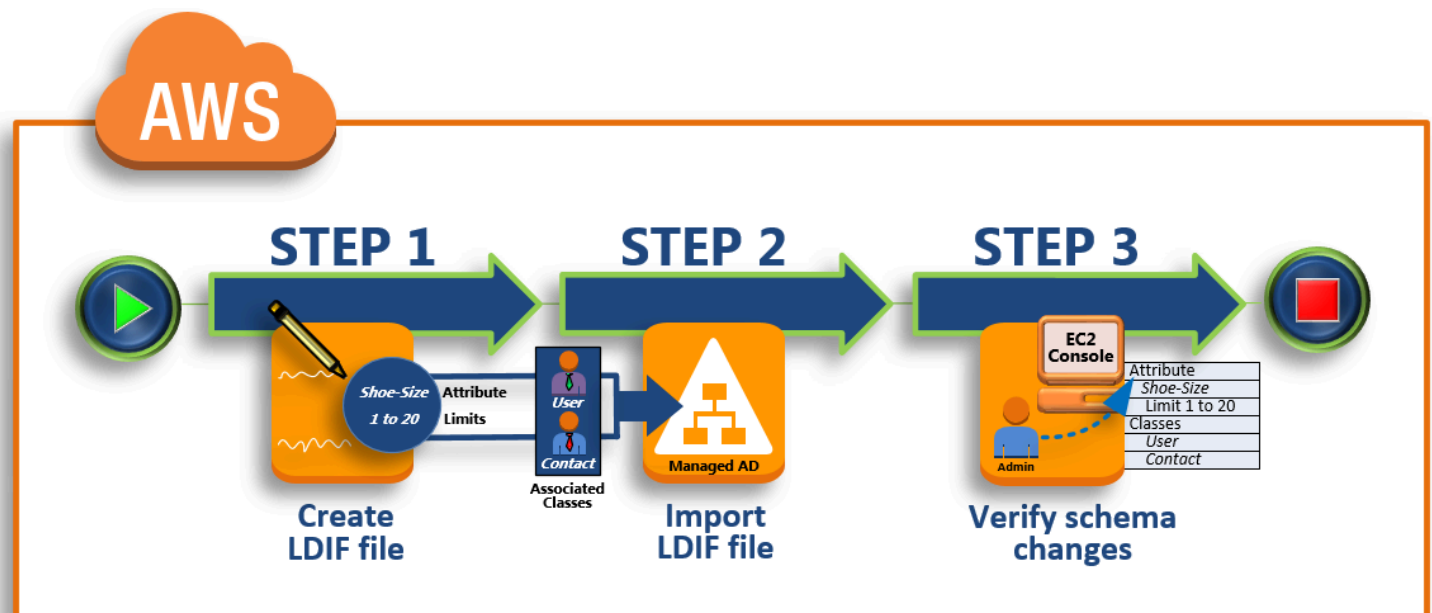 AWS
STEP 1
STEP 2
STEP 3
Shoe-Size
1 to 20
Attribute
Limits
User
Contact
Associated
Classes
Managed AD
EC2
Console
Admin
Attribute
Shoe-Size
Limit 1 to 20
Classes
User
Contact
Create
LDIF file
Import
LDIF file
Verify schema
changes